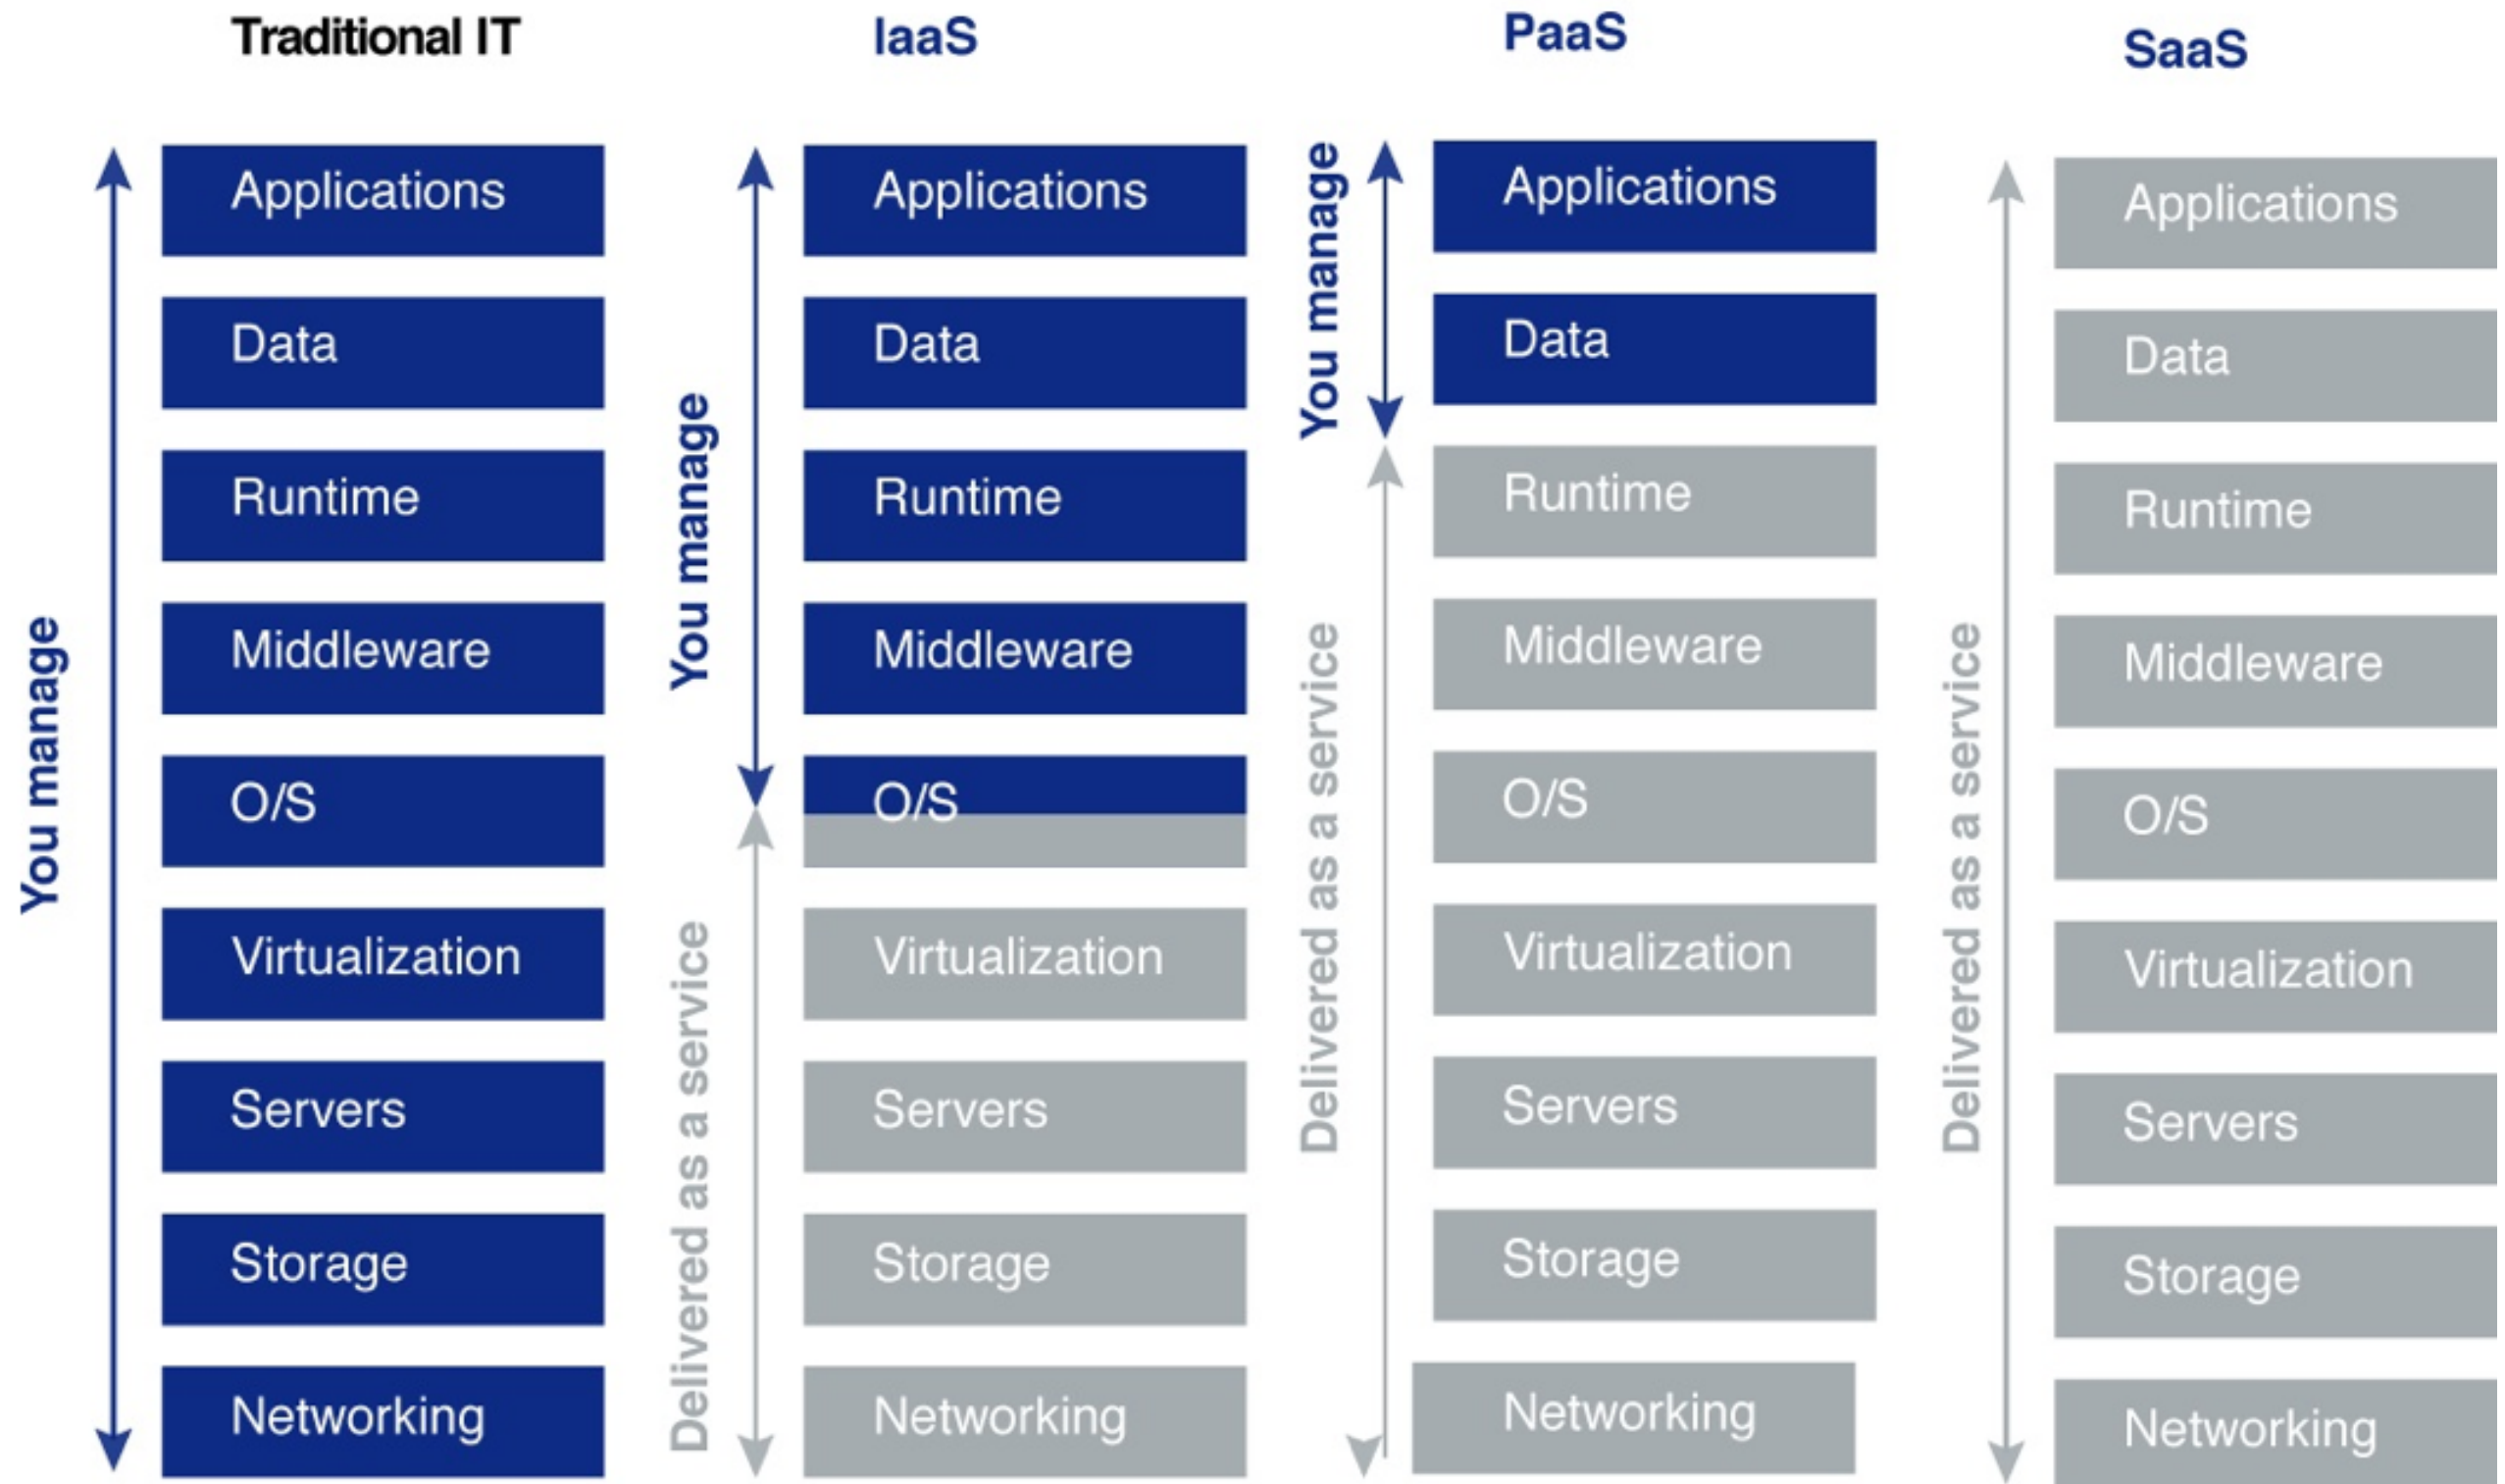 Traditional IT
You manage
Applications
Data
Runtime
Middleware
O/S
Virtualization
Servers
Storage
Networking
IaaS
You manage
Delivered as a service
Applications
Data
Runtime
Middleware
O/S
Virtualization
Servers
Storage
Networking
PaaS
You manage
Delivered as a service
Applications
Data
Runtime
Middleware
O/S
Virtualization
Servers
Storage
Networking
SaaS
Delivered as a service
Applications
Data
Runtime
Middleware
O/S
Virtualization
Servers
Storage
Networking